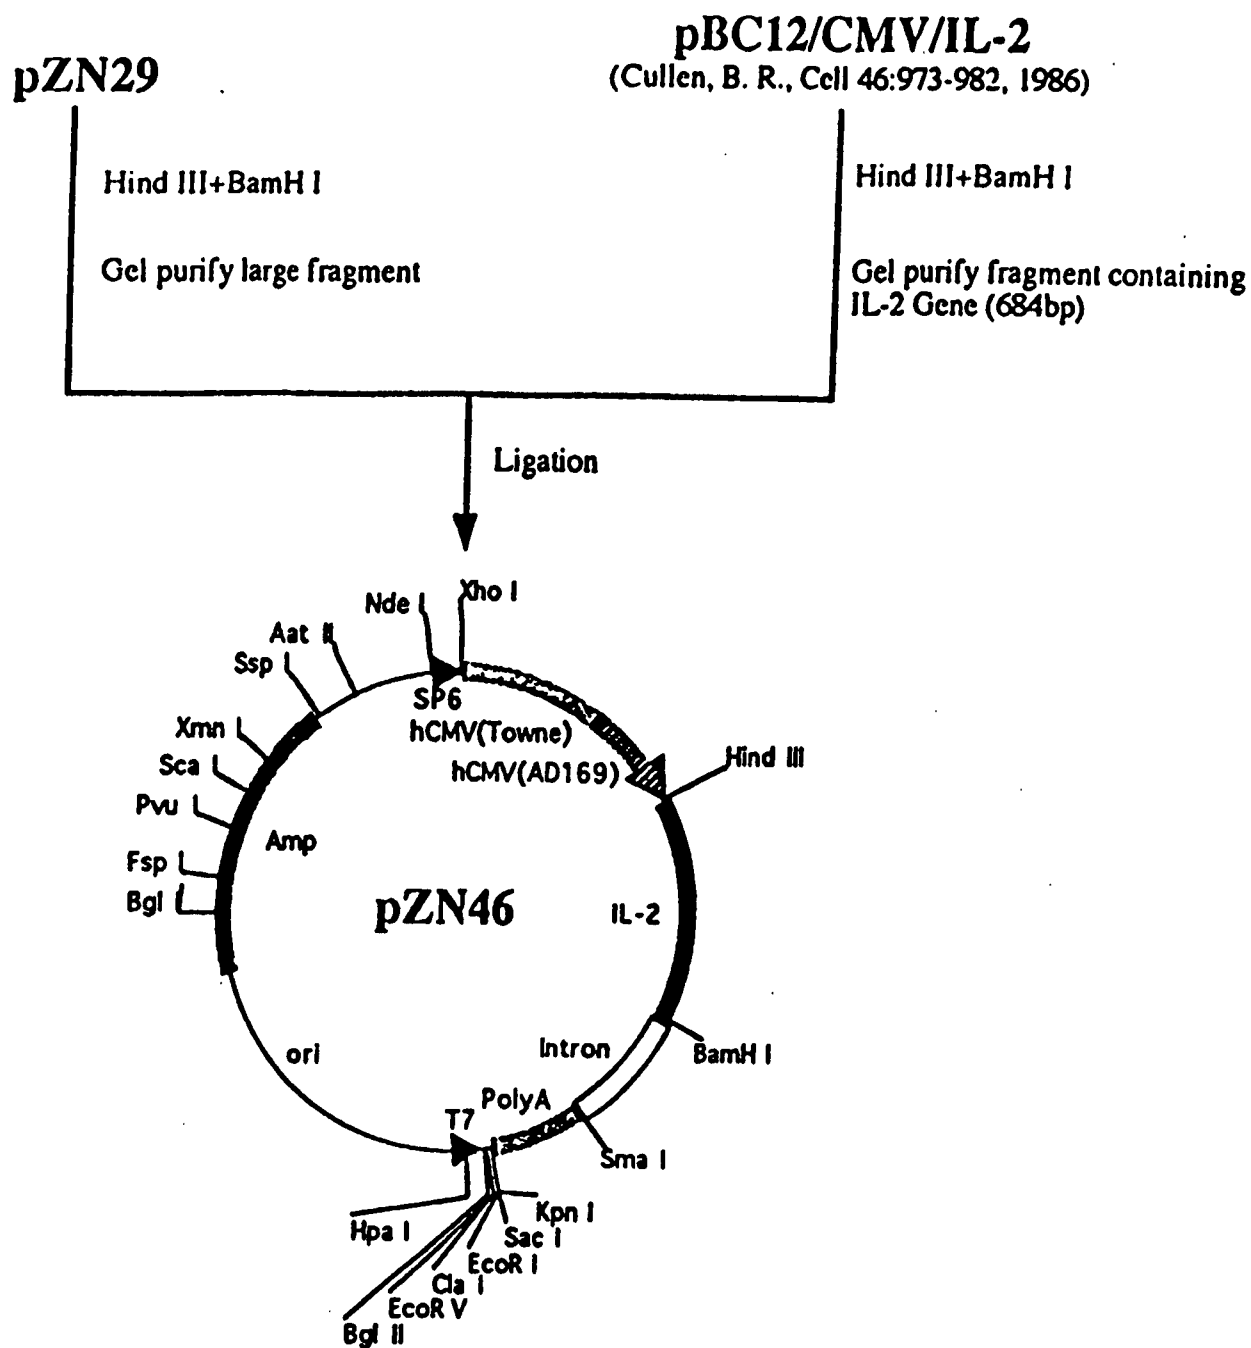 pZN29
pBC12/CMV/IL-2
(Cullen, B. R., Cell 46:973-982, 1986)
Hind III+BamH I
Hind III+BamH I
Gel purify large fragment
Gel purify fragment containing
IL-2 Gene (684bp)
Ligation
Nde I
Xho I
Aat II
Ssp I
SP6
hCMV(Towne)
hCMV(AD169)
Xmn I
Sca I
Pvu I
Hind III
Amp
Fsp I
Bgl I
pZN46
IL-2
ori
Intron
BamH I
PolyA
T7
Sma I
Hpa I
Kpn I
Sac I
EcoR I
Cla I
EcoR V
Bgl II